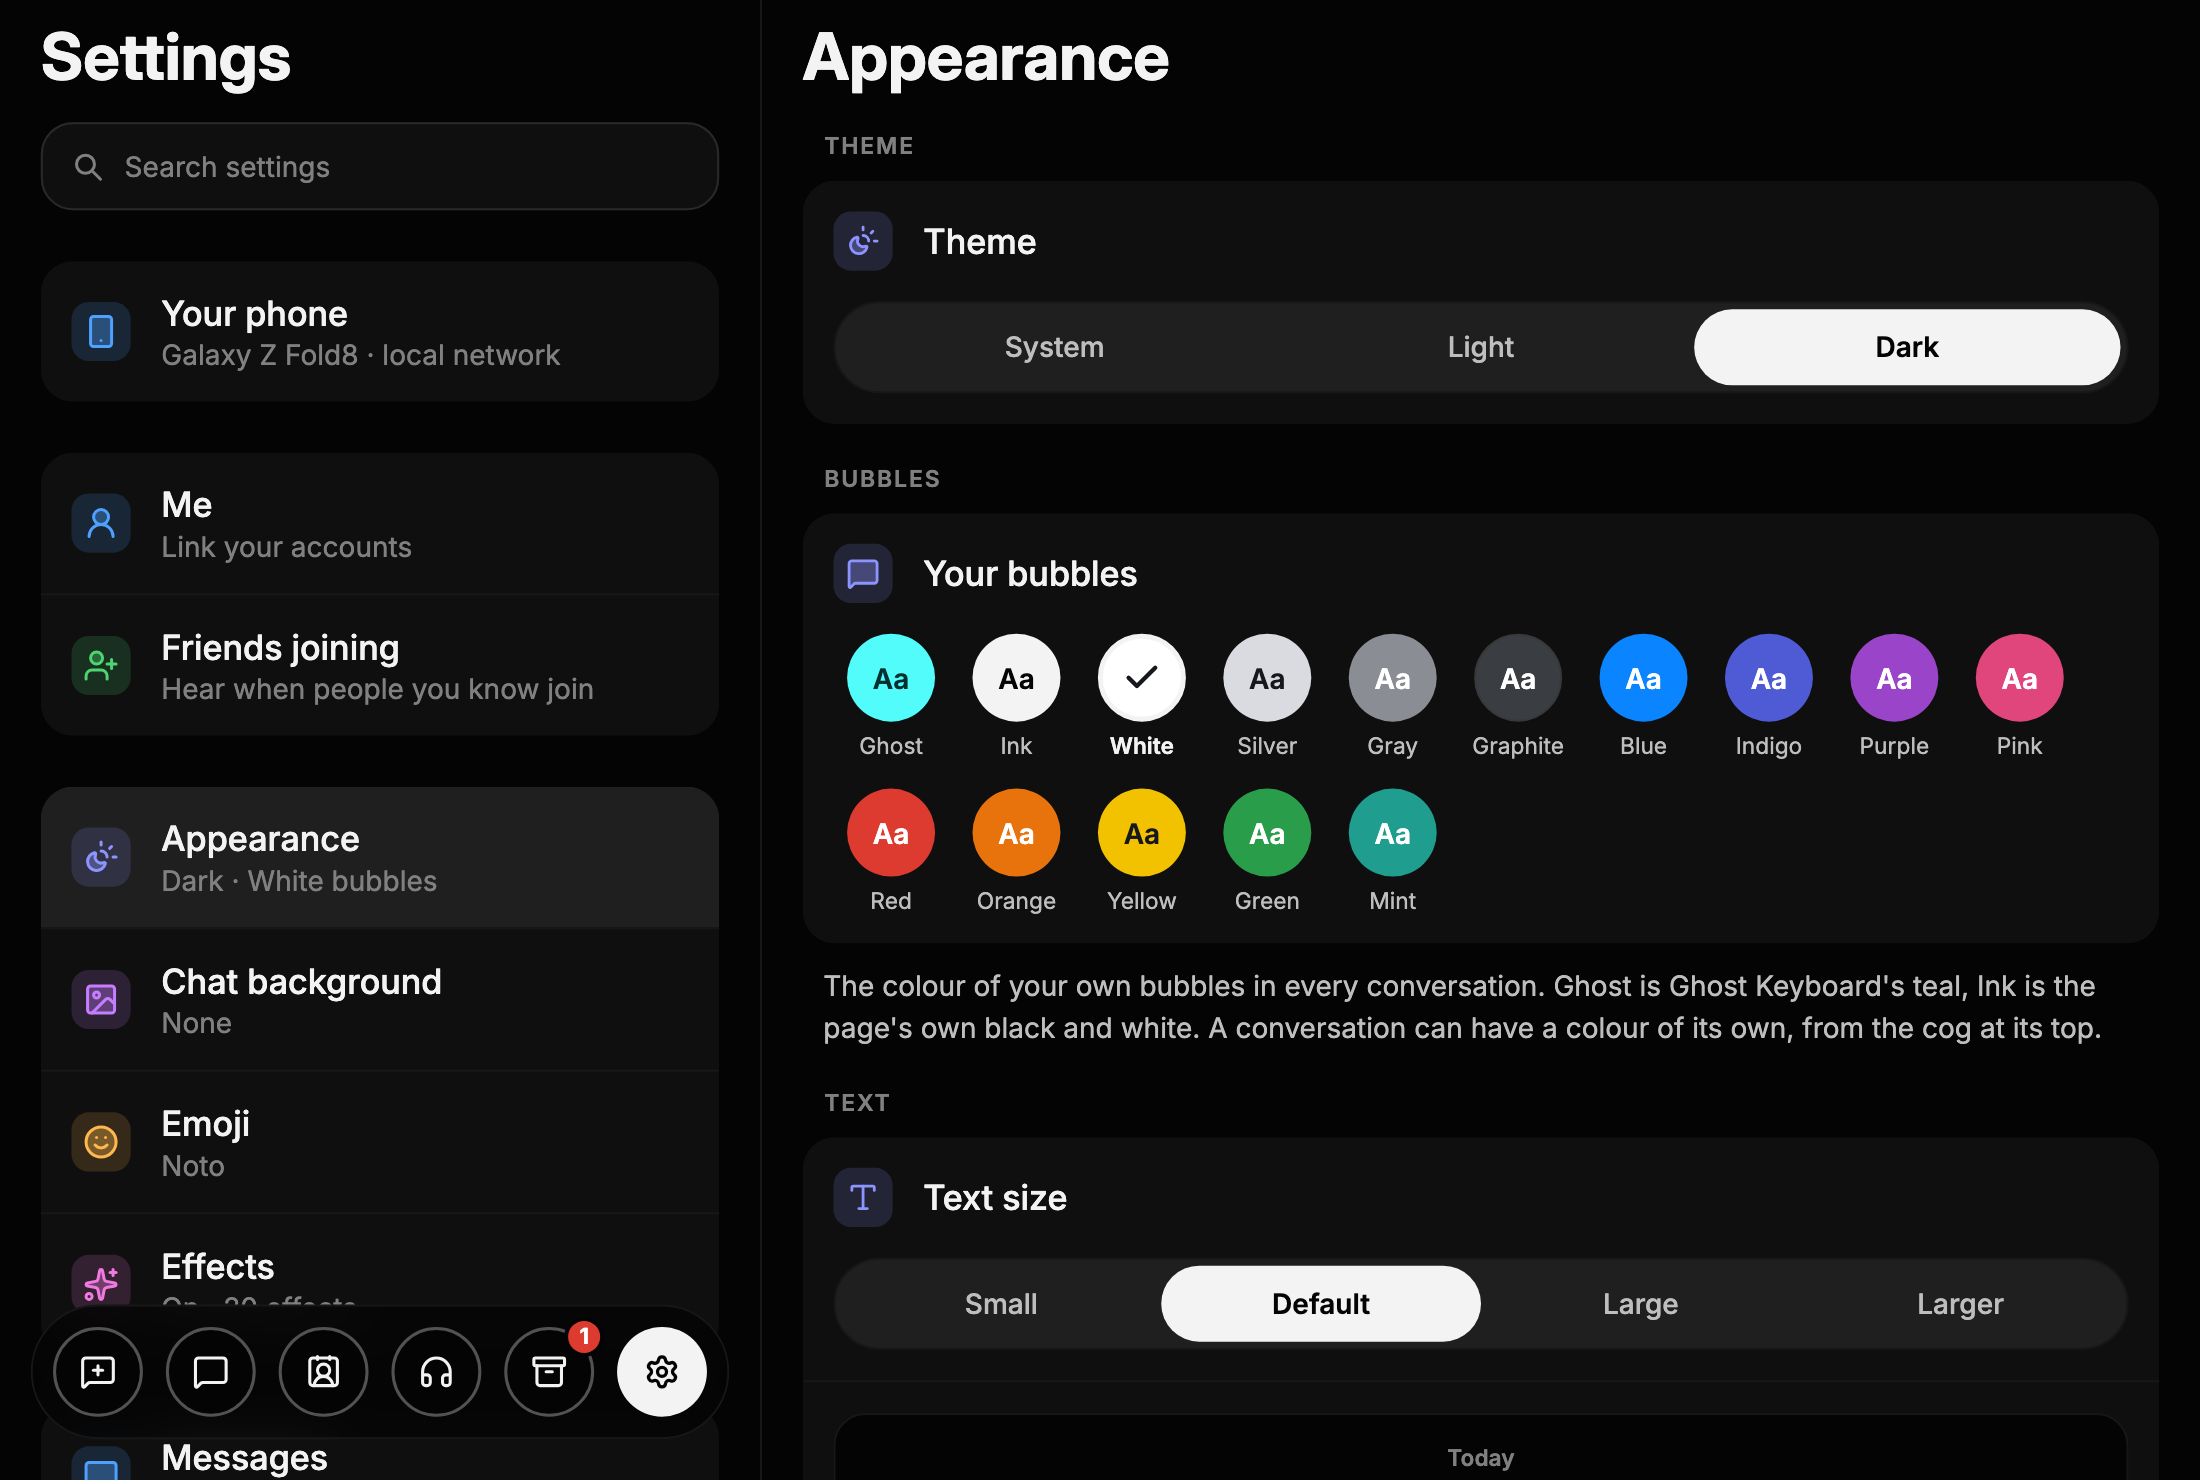 Settings
Search settings
Your phone
Galaxy Z Fold8 · local network
Me
Link your accounts
Friends joining
Hear when people you know join
Appearance
Dark · White bubbles
Chat background
None
Emoji
Noto
Effects
On · 20 effects
1
Messages
Appearance
THEME
Theme
System Light Dark
BUBBLES
Your bubbles
Aa Aa Aa Aa Aa Aa Aa Aa Aa
Ghost Ink White Silver Gray Graphite Blue Indigo Purple Pink
Aa Aa Aa Aa Aa
Red Orange Yellow Green Mint
The colour of your own bubbles in every conversation. Ghost is Ghost Keyboard's teal, Ink is the
page's own black and white. A conversation can have a colour of its own, from the cog at its top.
TEXT
Text size
Small Default Large Larger
Today